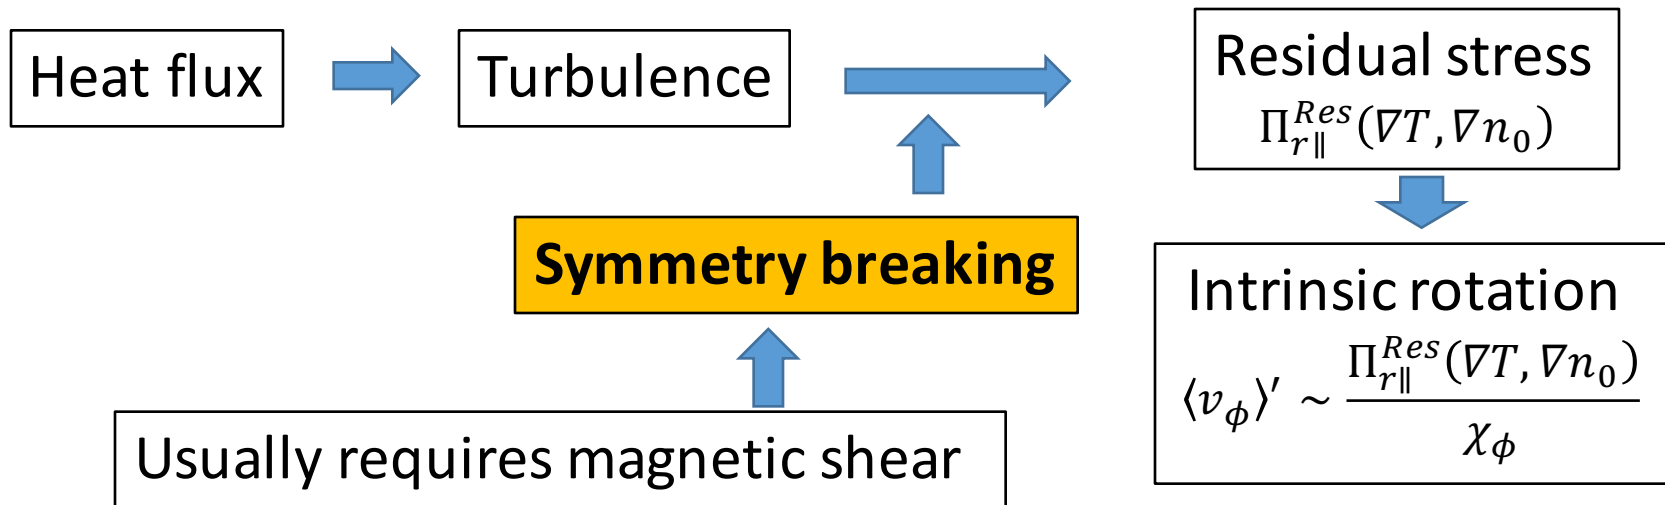 Heat flux
Turbulence
Residual stress
Π_{r∥}^{Res}(∇T, ∇n_0)
Symmetry breaking
Intrinsic rotation
⟨v_ϕ⟩′ ~ Π_{r∥}^{Res}(∇T, ∇n_0) / χ_ϕ
Usually requires magnetic shear